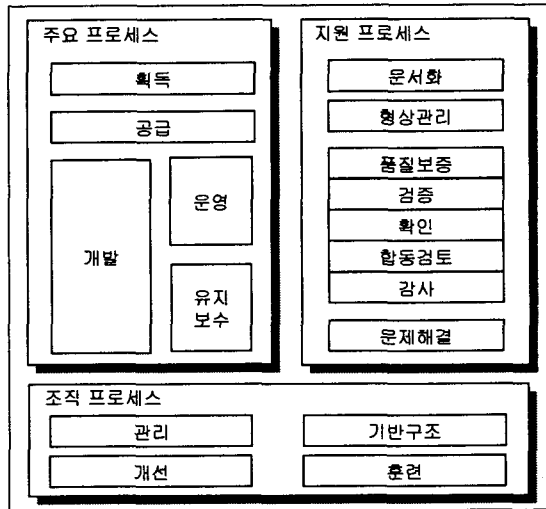 주요 프로세스
획득
공급
개발
운영
유지
보수
지원 프로세스
문서화
형상관리
품질보증
검증
확인
합동검토
감사
문제해결
조직 프로세스
관리
기반구조
개선
훈련